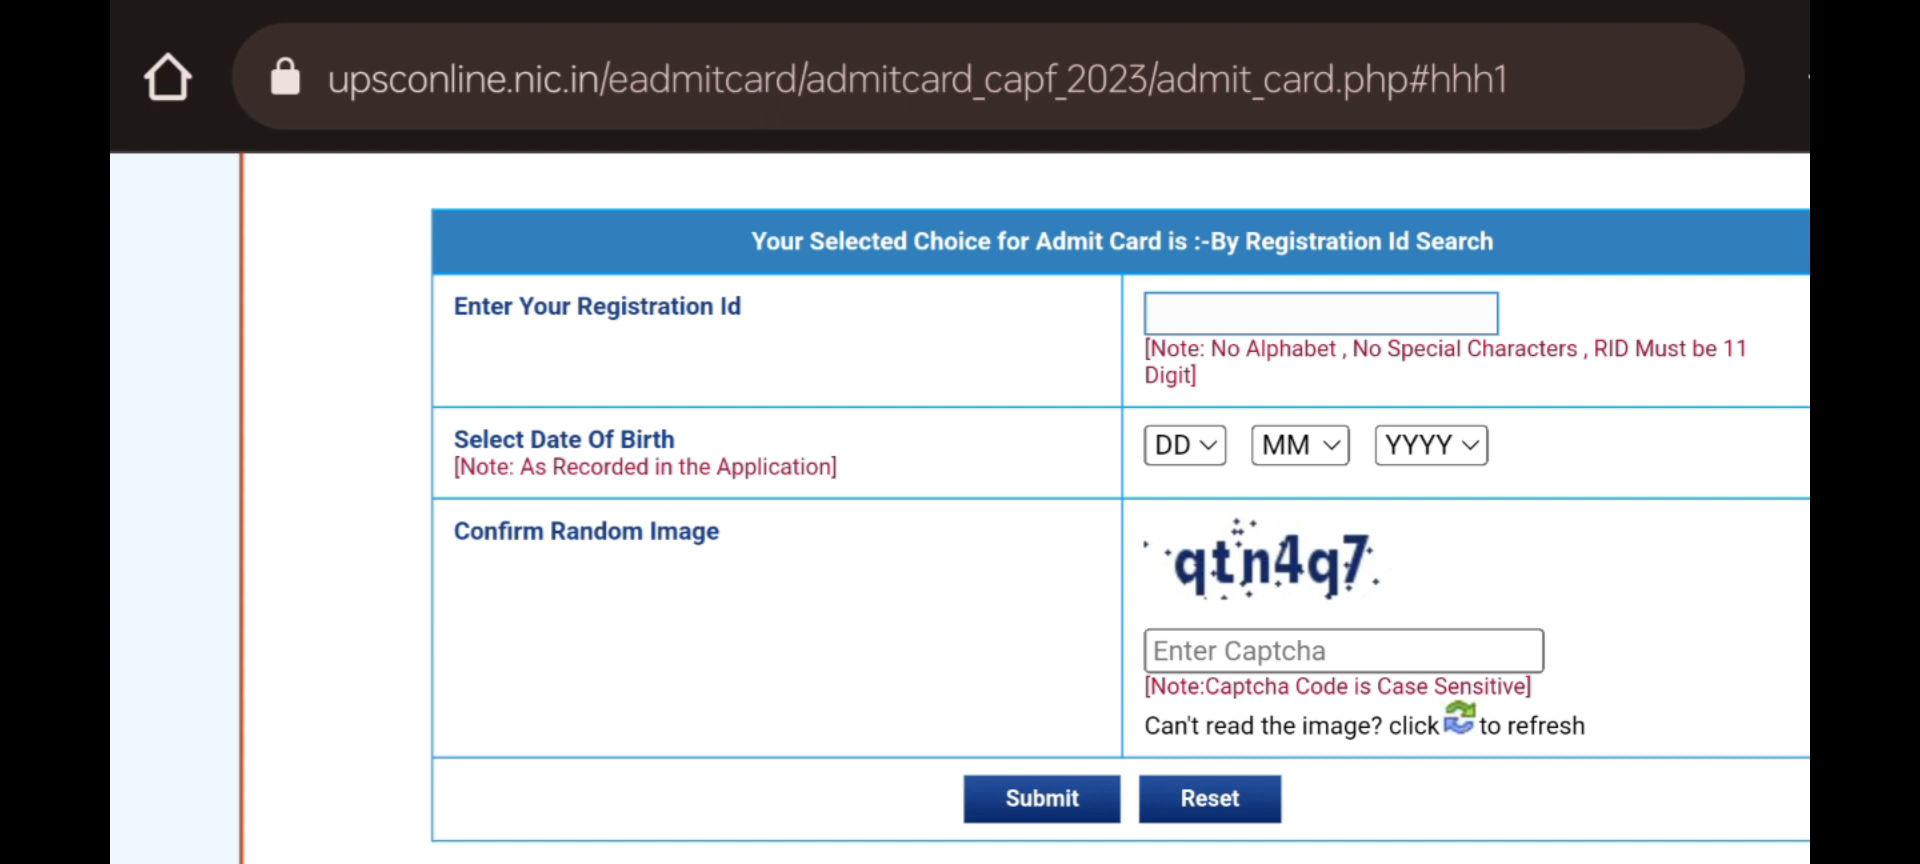 upsconline.nic.in/eadmitcard/admitcard_capf_2023/admit_card.php#hhh1
Your Selected Choice for Admit Card is :-By Registration Id Search
Enter Your Registration Id
[Note: No Alphabet , No Special Characters , RID Must be 11
Digit]
Select Date Of Birth
[Note: As Recorded in the Application]
DD MM YYYY
Confirm Random Image
qtn4q7
Enter Captcha
[Note:Captcha Code is Case Sensitive]
Can't read the image? click to refresh
Submit Reset